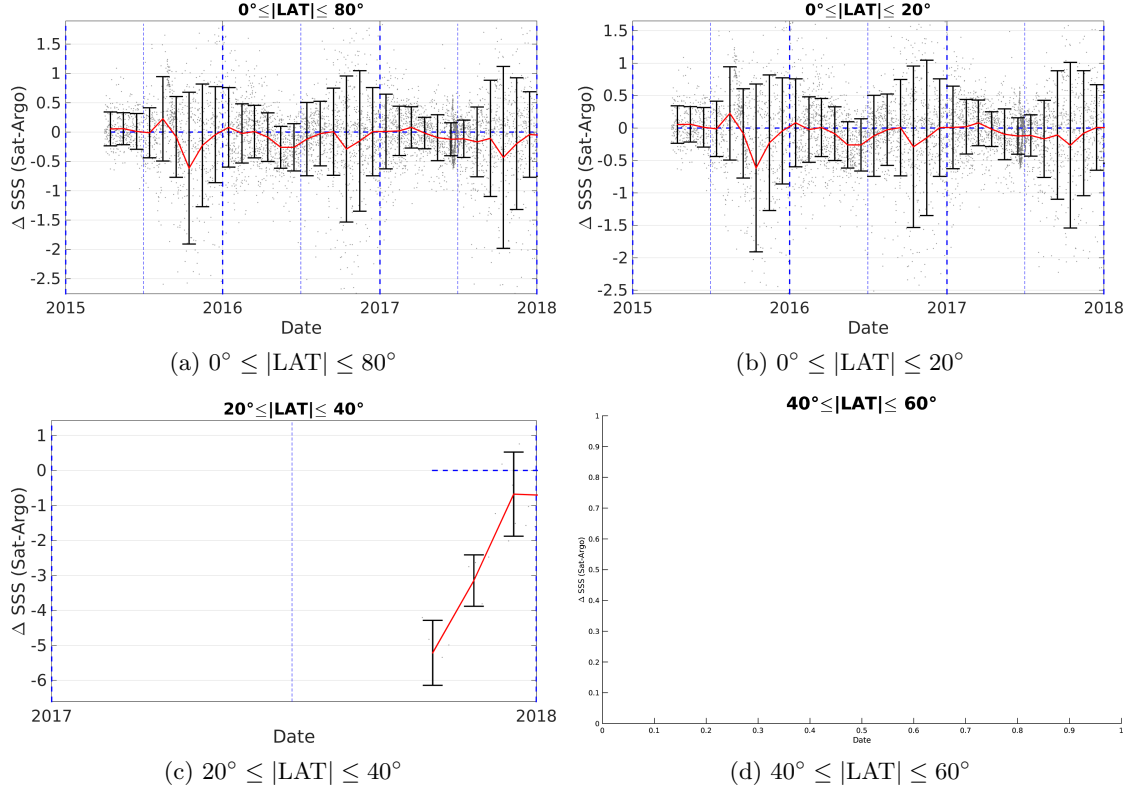 0°≤|LAT|≤ 80°
Δ SSS (Sat-Argo)
1.5
1
0.5
0
-0.5
-1
-1.5
-2
-2.5
2015 2016 2017 2018
Date
(a) 0° ≤ |LAT| ≤ 80°
0°≤|LAT|≤ 20°
Δ SSS (Sat-Argo)
1.5
1
0.5
0
-0.5
-1
-1.5
-2
-2.5
2015 2016 2017 2018
Date
(b) 0° ≤ |LAT| ≤ 20°
20°≤|LAT|≤ 40°
Δ SSS (Sat-Argo)
1
0
-1
-2
-3
-4
-5
-6
2017 2018
Date
(c) 20° ≤ |LAT| ≤ 40°
40°≤|LAT|≤ 60°
Δ SSS (Sat-Argo)
1
0.9
0.8
0.7
0.6
0.5
0.4
0.3
0.2
0.1
0
0 0.1 0.2 0.3 0.4 0.5 0.6 0.7 0.8 0.9 1
Date
(d) 40° ≤ |LAT| ≤ 60°